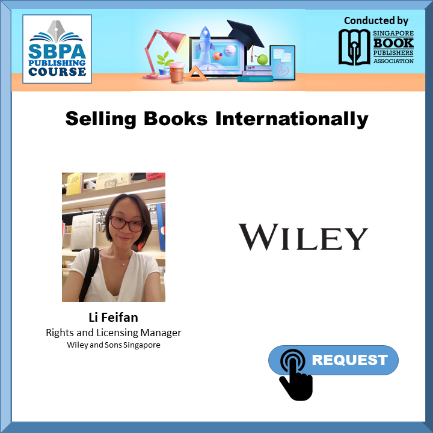 SBPA
PUBLISHING
COURSE
Conducted by
SINGAPORE
BOOK
PUBLISHERS
ASSOCIATION
Selling Books Internationally
WILEY
Li Feifan
Rights and Licensing Manager
Wiley and Sons Singapore
REQUEST